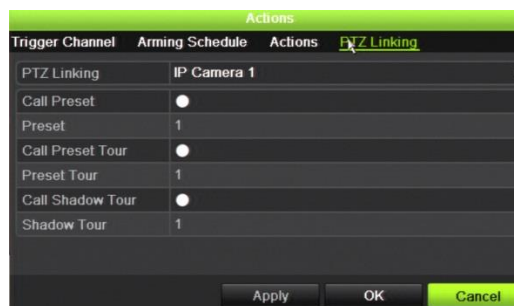 Actions
Trigger Channel Arming Schedule Actions PTZ Linking
PTZ Linking IP Camera 1
Call Preset
Preset 1
Call Preset Tour
Preset Tour 1
Call Shadow Tour
Shadow Tour 1
Apply OK Cancel